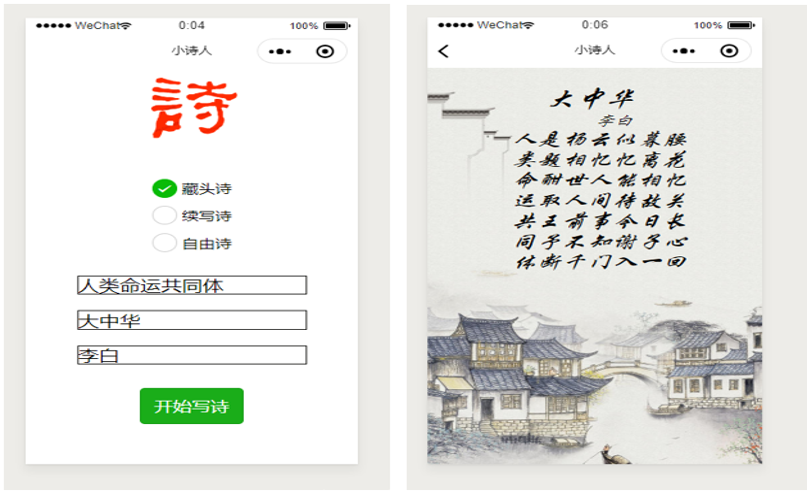 WeChat 0:04 100%
小诗人
詩
藏头诗
续写诗
自由诗
人类命运共同体
大中华
李白
开始写诗
WeChat 0:06 100%
小诗人
大中华
李白
人是杨云似暮腰
类题相忆忆离花
命酣世人能相忆
运取人间待故关
共王前事今日长
同予不知谢子心
体断千门入一回